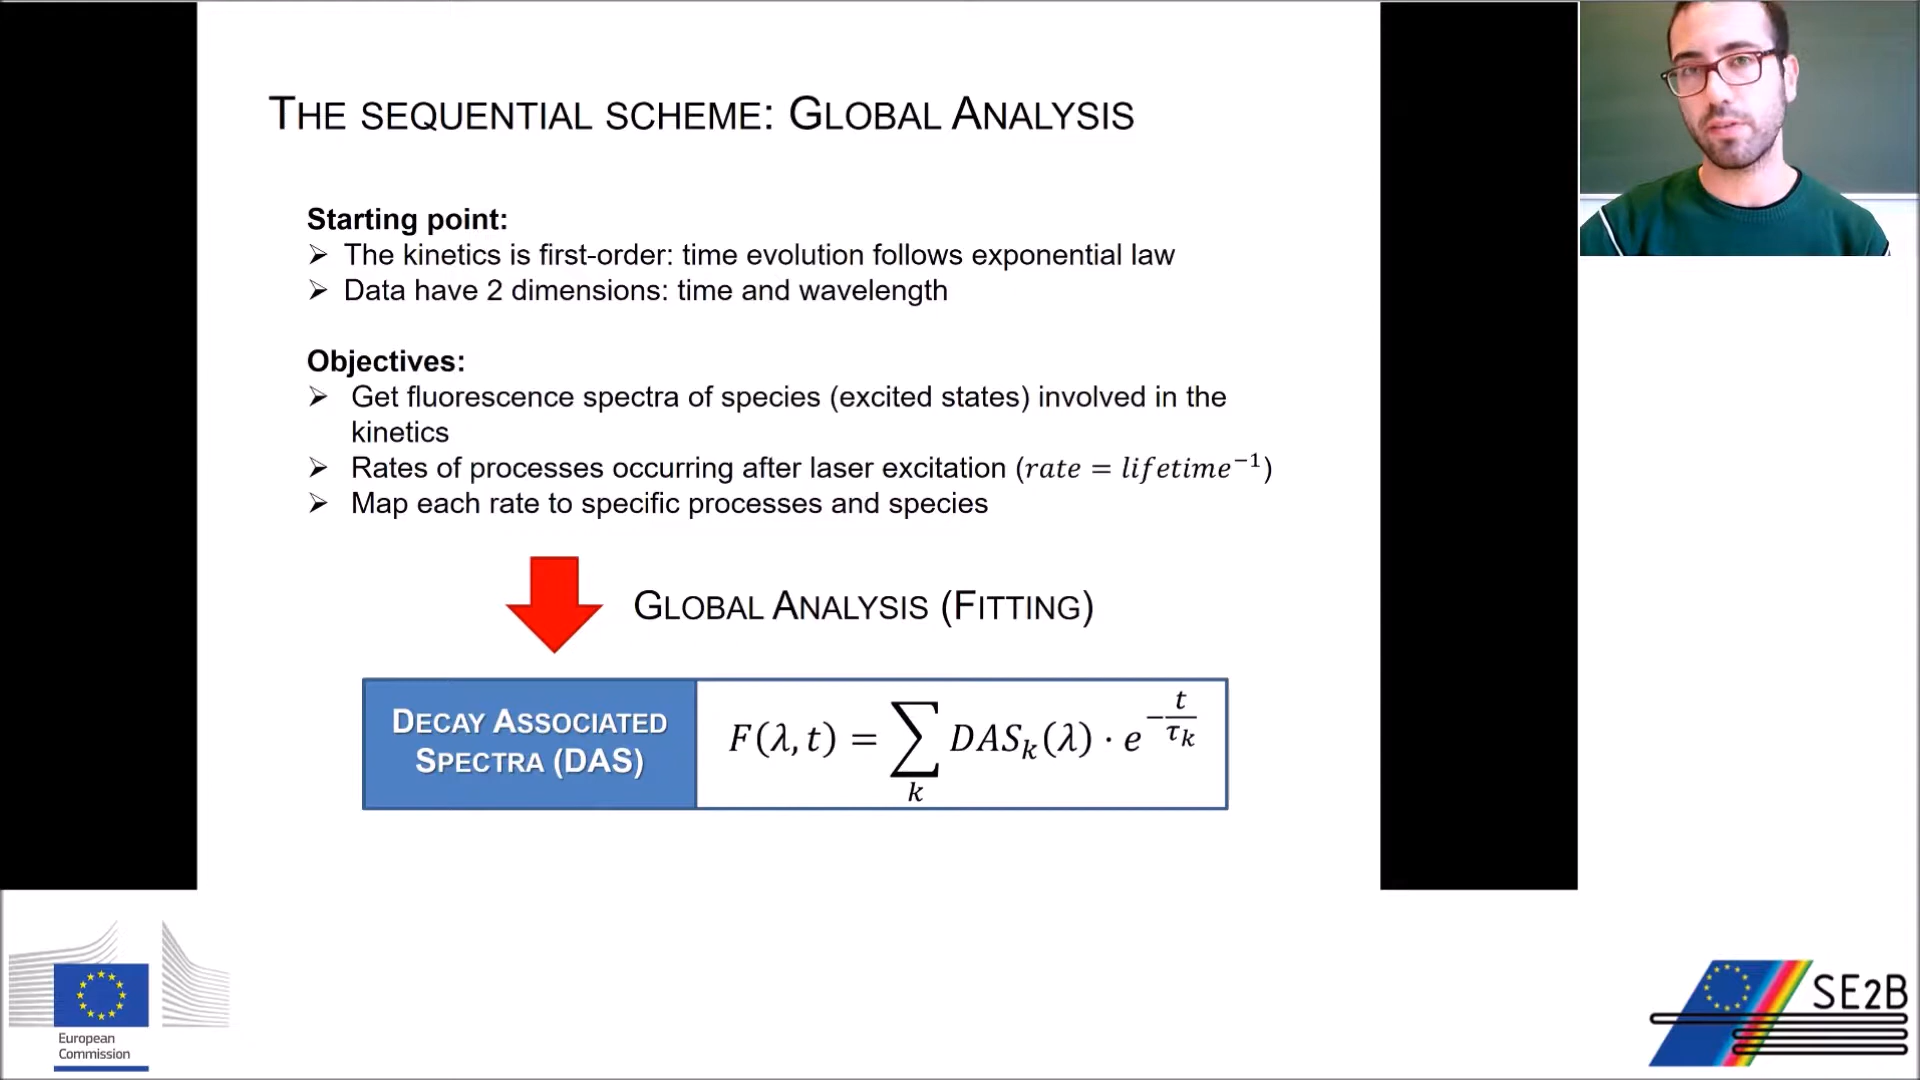 THE SEQUENTIAL SCHEME: GLOBAL ANALYSIS
Starting point:
➢ The kinetics is first-order: time evolution follows exponential law
➢ Data have 2 dimensions: time and wavelength
Objectives:
➢ Get fluorescence spectra of species (excited states) involved in the
kinetics
➢ Rates of processes occurring after laser excitation (rate = lifetime⁻¹)
➢ Map each rate to specific processes and species
GLOBAL ANALYSIS (FITTING)
DECAY ASSOCIATED
SPECTRA (DAS)
F(λ, t) = ∑_k DAS_k(λ) · e^(−t/τ_k)
European
Commission
SE2B